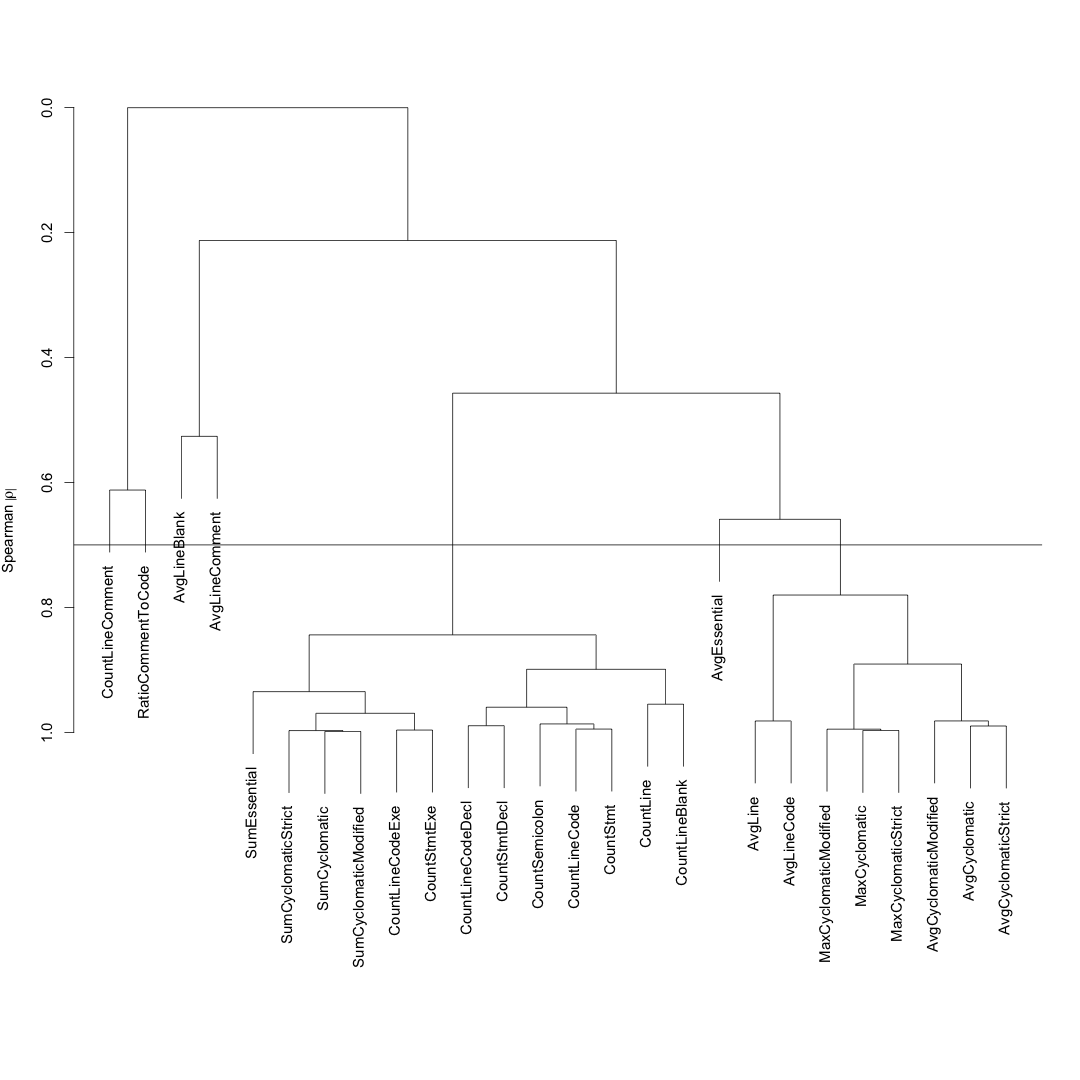 Spearman |ρ|
0.0
0.2
0.4
0.6
0.8
1.0
CountLineComment
RatioCommentToCode
AvgLineBlank
AvgLineComment
SumEssential
SumCyclomaticStrict
SumCyclomatic
SumCyclomaticModified
CountLineCodeExe
CountStmtExe
CountLineCodeDecl
CountStmtDecl
CountSemicolon
CountLineCode
CountStmt
CountLine
CountLineBlank
AvgEssential
AvgLine
AvgLineCode
MaxCyclomaticModified
MaxCyclomatic
MaxCyclomaticStrict
AvgCyclomaticModified
AvgCyclomatic
AvgCyclomaticStrict